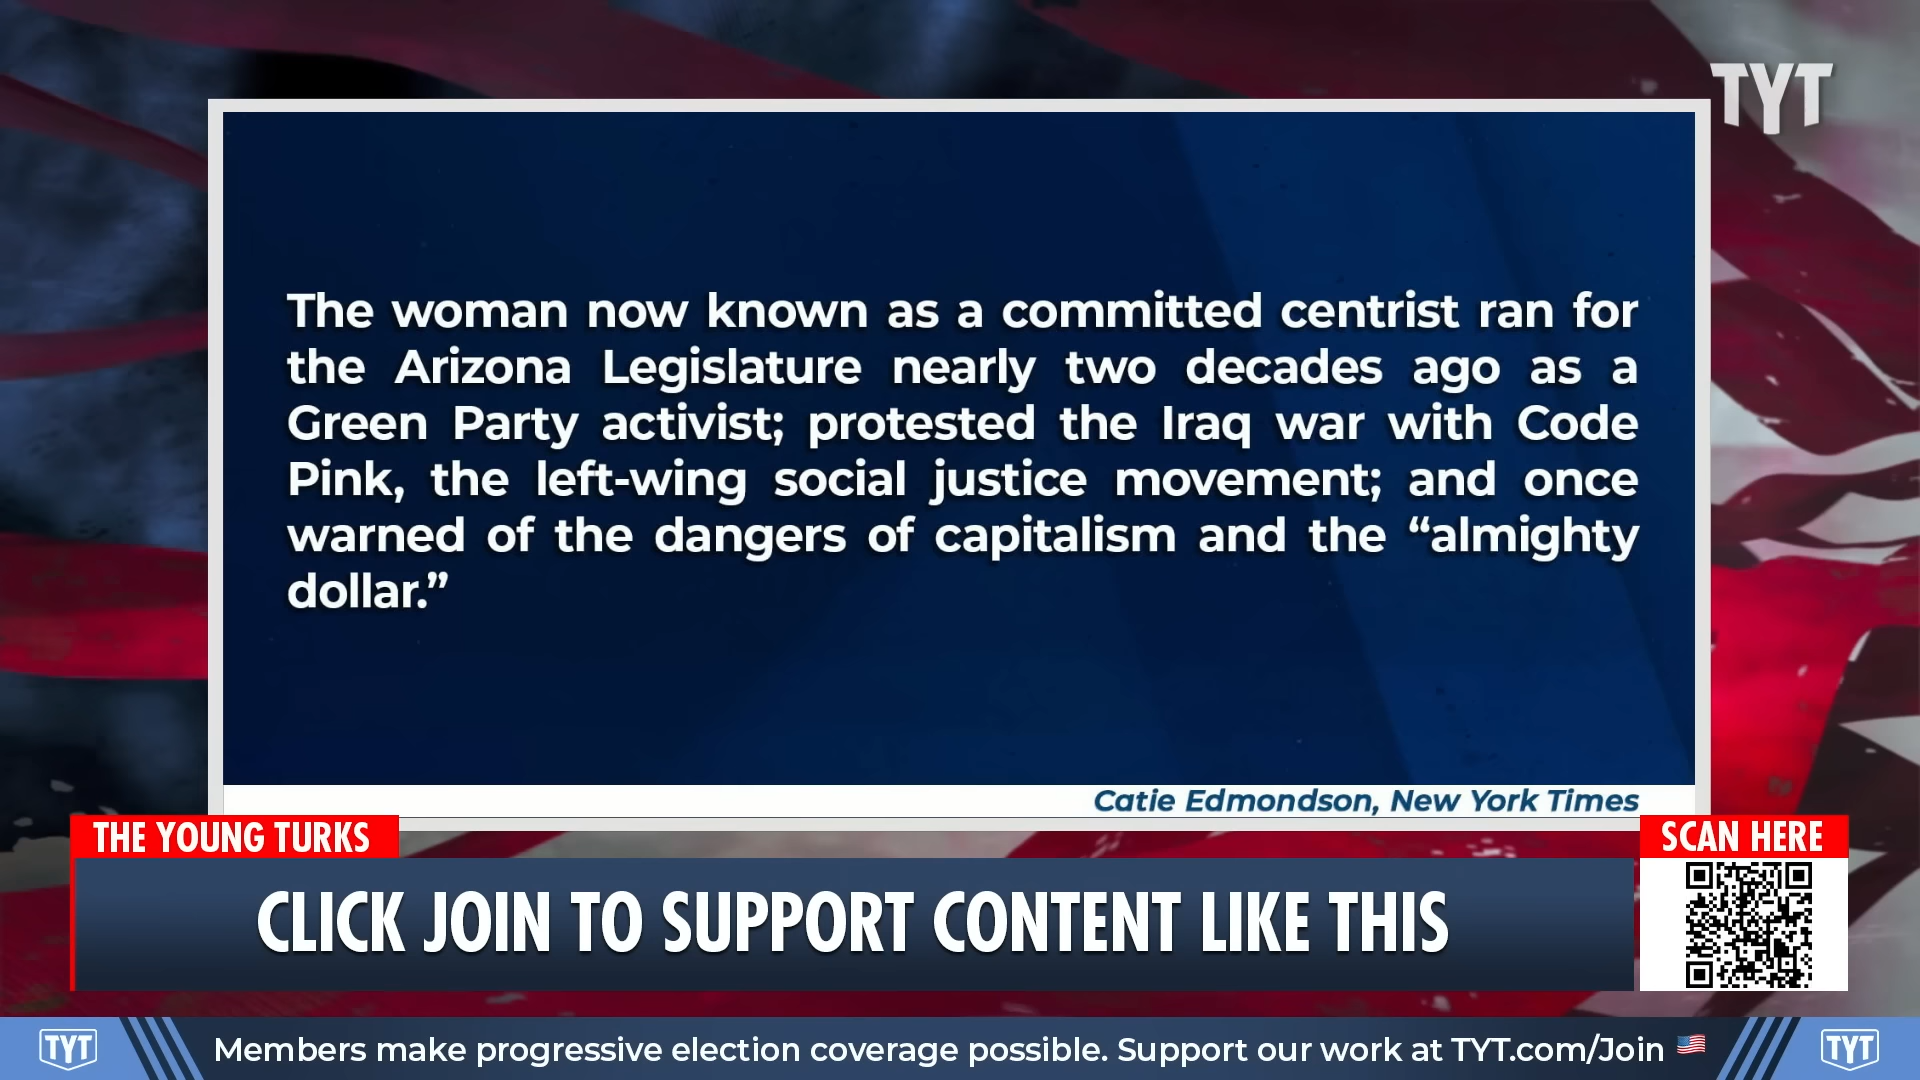 TYT
The woman now known as a committed centrist ran for
the Arizona Legislature nearly two decades ago as a
Green Party activist; protested the Iraq war with Code
Pink, the left-wing social justice movement; and once
warned of the dangers of capitalism and the “almighty
dollar.”
Catie Edmondson, New York Times
THE YOUNG TURKS
SCAN HERE
CLICK JOIN TO SUPPORT CONTENT LIKE THIS
TYT
Members make progressive election coverage possible. Support our work at TYT.com/Join 🇺🇸
TYT